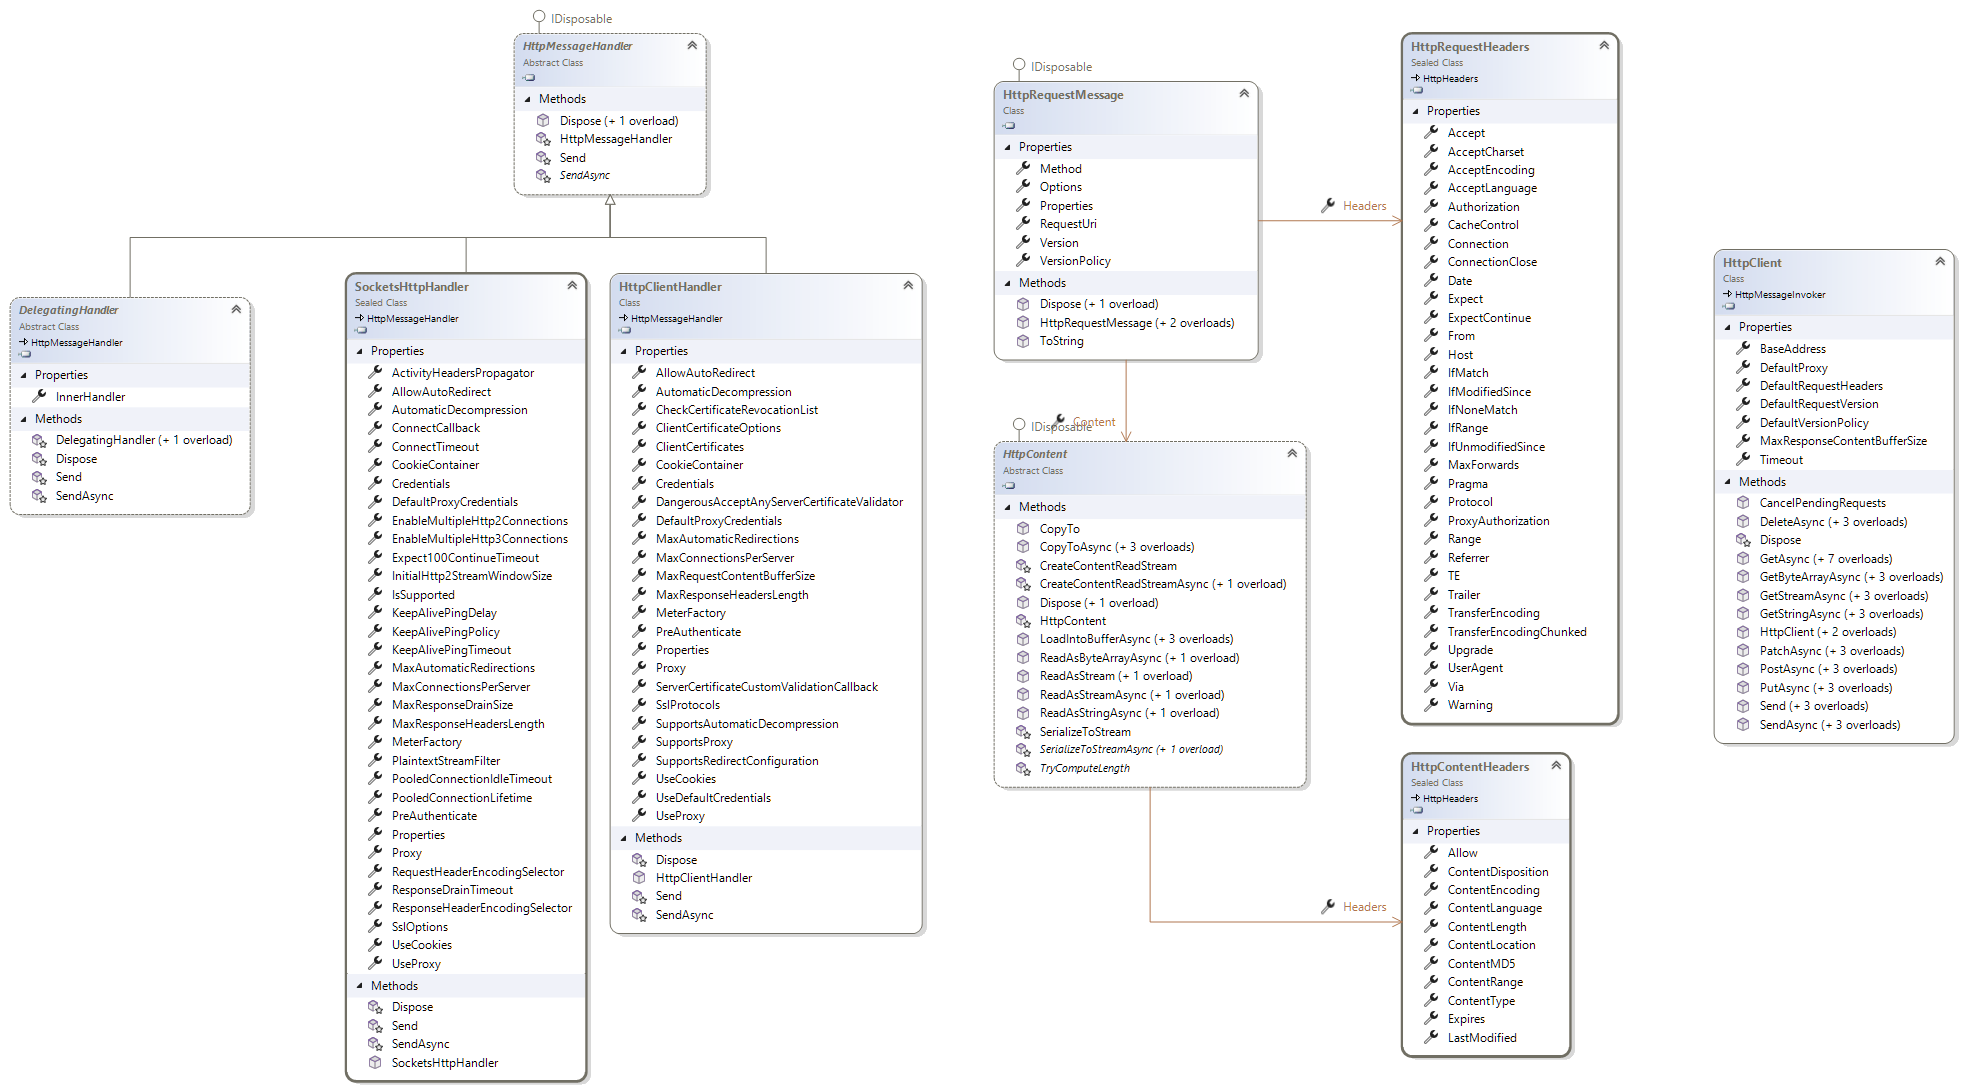 IDisposable
HttpMessageHandler
Abstract Class
Methods
Dispose (+ 1 overload)
HttpMessageHandler
Send
SendAsync
DelegatingHandler
Abstract Class
HttpMessageHandler
Properties
InnerHandler
Methods
DelegatingHandler (+ 1 overload)
Dispose
Send
SendAsync
SocketsHttpHandler
Sealed Class
HttpMessageHandler
Properties
ActivityHeadersPropagator
AllowAutoRedirect
AutomaticDecompression
ConnectCallback
ConnectTimeout
CookieContainer
Credentials
DefaultProxyCredentials
EnableMultipleHttp2Connections
EnableMultipleHttp3Connections
Expect100ContinueTimeout
InitialHttp2StreamWindowSize
IsSupported
KeepAlivePingDelay
KeepAlivePingPolicy
KeepAlivePingTimeout
MaxAutomaticRedirections
MaxConnectionsPerServer
MaxResponseDrainSize
MaxResponseHeadersLength
MeterFactory
PlaintextStreamFilter
PooledConnectionIdleTimeout
PooledConnectionLifetime
PreAuthenticate
Properties
Proxy
RequestHeaderEncodingSelector
ResponseDrainTimeout
ResponseHeaderEncodingSelector
SslOptions
UseCookies
UseProxy
Methods
Dispose
Send
SendAsync
SocketsHttpHandler
HttpClientHandler
Class
HttpMessageHandler
Properties
AllowAutoRedirect
AutomaticDecompression
CheckCertificateRevocationList
ClientCertificateOptions
ClientCertificates
CookieContainer
Credentials
DangerousAcceptAnyServerCertificateValidator
DefaultProxyCredentials
MaxAutomaticRedirections
MaxConnectionsPerServer
MaxRequestContentBufferSize
MaxResponseHeadersLength
MeterFactory
PreAuthenticate
Properties
Proxy
ServerCertificateCustomValidationCallback
SslProtocols
SupportsAutomaticDecompression
SupportsProxy
SupportsRedirectConfiguration
UseCookies
UseDefaultCredentials
UseProxy
Methods
Dispose
HttpClientHandler
Send
SendAsync
IDisposable
HttpRequestMessage
Class
Properties
Method
Options
Properties
RequestUri
Version
VersionPolicy
Methods
Dispose (+ 1 overload)
HttpRequestMessage (+ 2 overloads)
ToString
Headers
Content
IDisposable
HttpContent
Abstract Class
Methods
CopyTo
CopyToAsync (+ 3 overloads)
CreateContentReadStream
CreateContentReadStreamAsync (+ 1 overload)
Dispose (+ 1 overload)
HttpContent
LoadIntoBufferAsync (+ 3 overloads)
ReadAsByteArrayAsync (+ 1 overload)
ReadAsStream (+ 1 overload)
ReadAsStreamAsync (+ 1 overload)
ReadAsStringAsync (+ 1 overload)
SerializeToStream
SerializeToStreamAsync (+ 1 overload)
TryComputeLength
Headers
HttpRequestHeaders
Sealed Class
HttpHeaders
Properties
Accept
AcceptCharset
AcceptEncoding
AcceptLanguage
Authorization
CacheControl
Connection
ConnectionClose
Date
Expect
ExpectContinue
From
Host
IfMatch
IfModifiedSince
IfNoneMatch
IfRange
IfUnmodifiedSince
MaxForwards
Pragma
Protocol
ProxyAuthorization
Range
Referrer
TE
Trailer
TransferEncoding
TransferEncodingChunked
Upgrade
UserAgent
Via
Warning
HttpContentHeaders
Sealed Class
HttpHeaders
Properties
Allow
ContentDisposition
ContentEncoding
ContentLanguage
ContentLength
ContentLocation
ContentMD5
ContentRange
ContentType
Expires
LastModified
HttpClient
Class
HttpMessageInvoker
Properties
BaseAddress
DefaultProxy
DefaultRequestHeaders
DefaultRequestVersion
DefaultVersionPolicy
MaxResponseContentBufferSize
Timeout
Methods
CancelPendingRequests
DeleteAsync (+ 3 overloads)
Dispose
GetAsync (+ 7 overloads)
GetByteArrayAsync (+ 3 overloads)
GetStreamAsync (+ 3 overloads)
GetStringAsync (+ 3 overloads)
HttpClient (+ 2 overloads)
PatchAsync (+ 3 overloads)
PostAsync (+ 3 overloads)
PutAsync (+ 3 overloads)
Send (+ 3 overloads)
SendAsync (+ 3 overloads)